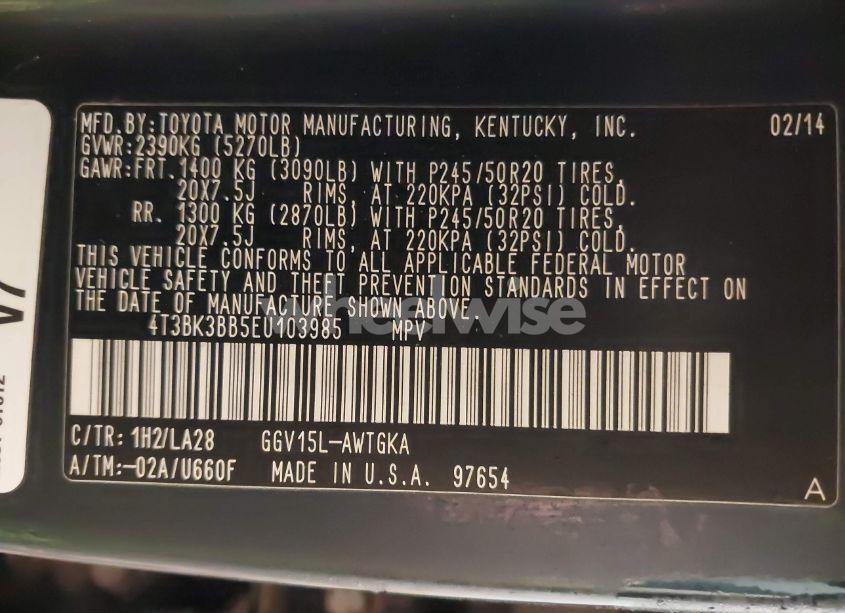 MFD.BY:TOYOTA MOTOR MANUFACTURING, KENTUCKY, INC. 02/14
GVWR:2390KG (5270LB)
GAWR:FRT.1400 KG (3090LB) WITH P245/50R20 TIRES,
20X7.5J RIMS, AT 220KPA (32PSI) COLD.
RR. 1300 KG (2870LB) WITH P245/50R20 TIRES,
20X7.5J RIMS, AT 220KPA (32PSI) COLD.
THIS VEHICLE CONFORMS TO ALL APPLICABLE FEDERAL MOTOR
VEHICLE SAFETY AND THEFT PREVENTION STANDARDS IN EFFECT ON
THE DATE OF MANUFACTURE SHOWN ABOVE.
wheelwise
4T3BK3BB5EU103985 MPV
C/TR: 1H2/LA28 GGV15L-AWTGKA
A/TM:-02A/U660F MADE IN U.S.A. 97654
A